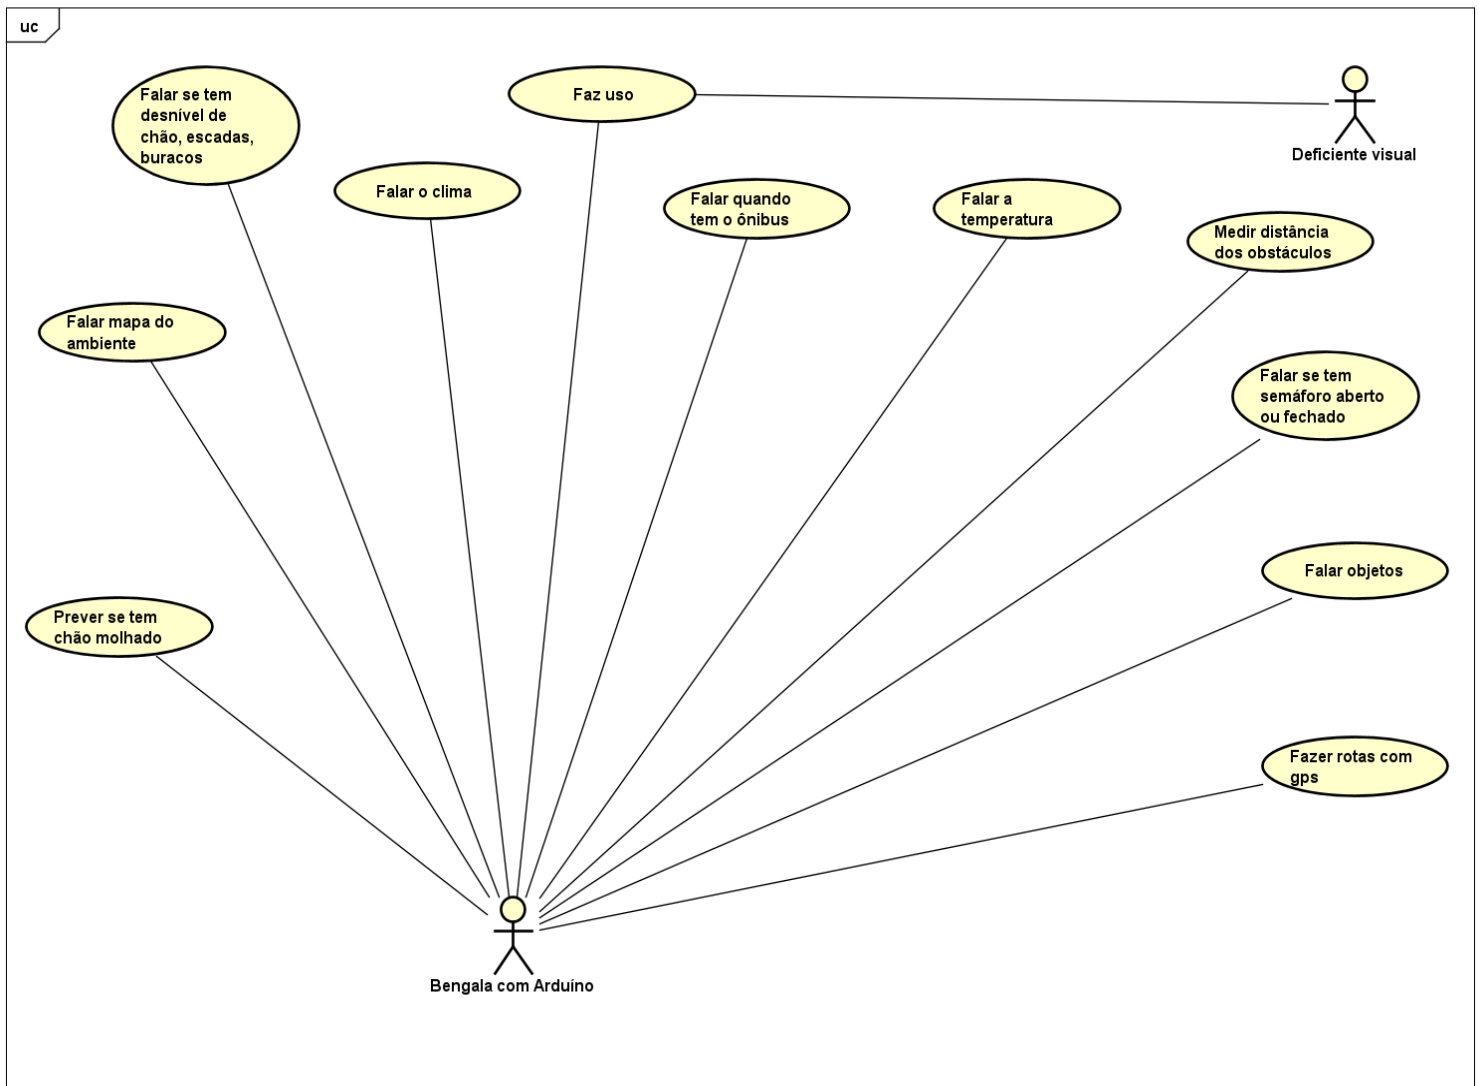 uc
Falar se tem
desnível de
chão, escadas,
buracos
Faz uso
Deficiente visual
Falar o clima
Falar quando
tem o ônibus
Falar a
temperatura
Medir distância
dos obstáculos
Falar mapa do
ambiente
Falar se tem
semáforo aberto
ou fechado
Falar objetos
Prever se tem
chão molhado
Fazer rotas com
gps
Bengala com Arduíno